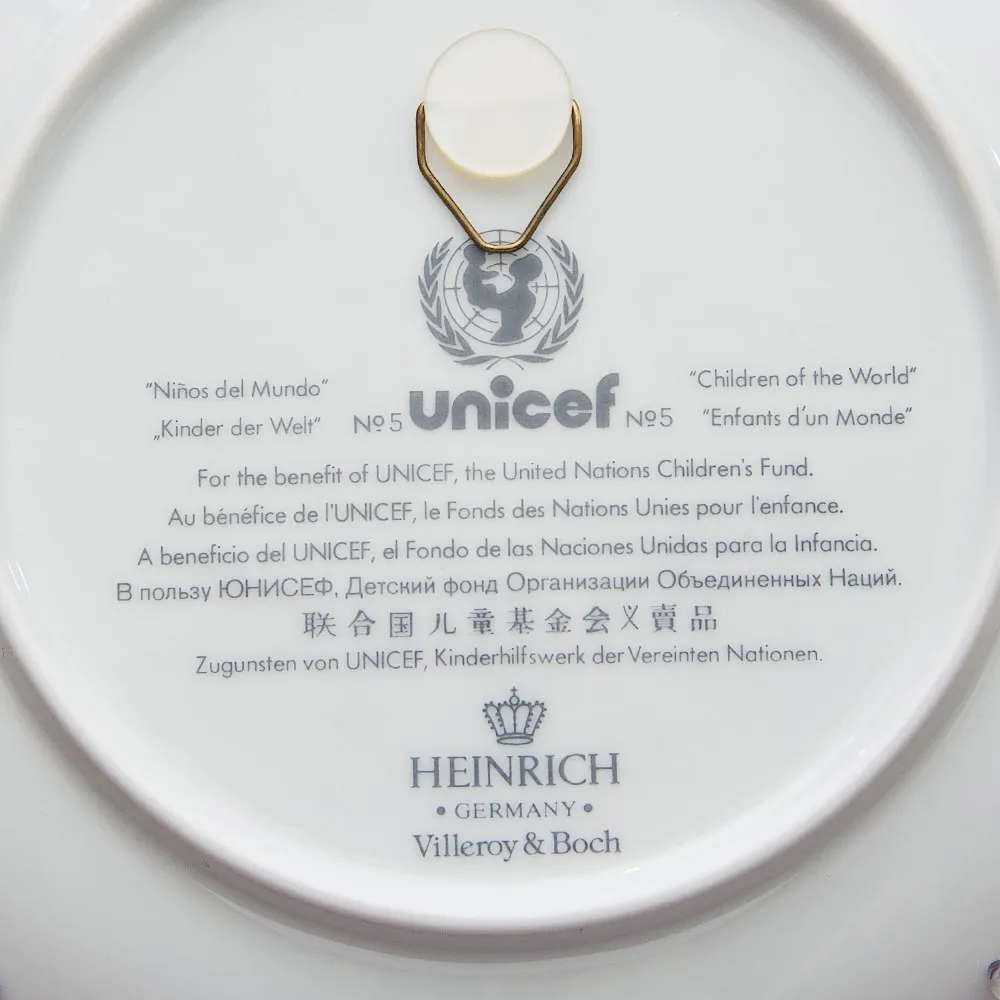 "Niños del Mundo"
„Kinder der Welt"
Nº5 unicef Nº5
"Children of the World"
"Enfants d'un Monde"
For the benefit of UNICEF, the United Nations Children's Fund.
Au bénéfice de l'UNICEF, le Fonds des Nations Unies pour l'enfance.
A beneficio del UNICEF, el Fondo de las Naciones Unidas para la Infancia.
В пользу ЮНИСЕФ, Детский фонд Организации Объединенных Наций.
联合国儿童基金会义賣品
Zugunsten von UNICEF, Kinderhilfswerk der Vereinten Nationen.
HEINRICH
• GERMANY •
Villeroy & Boch